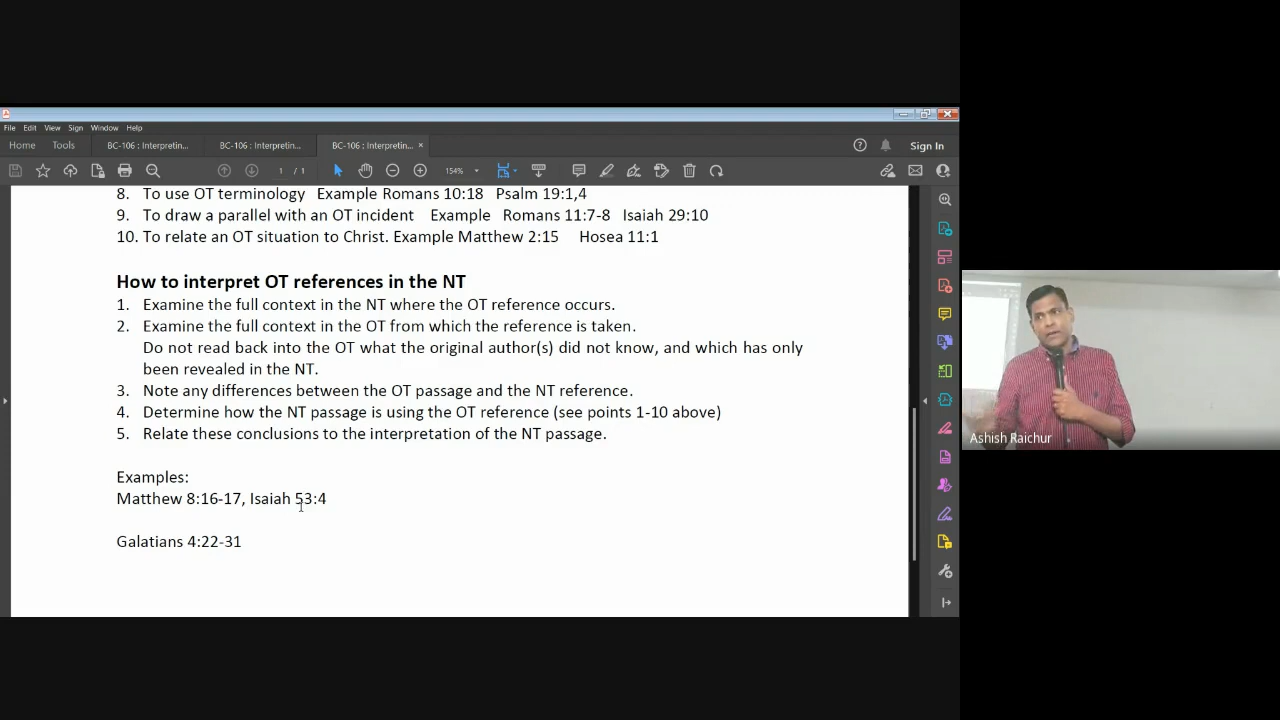 File Edit View Sign Window Help
Home Tools BC-106 : Interpretin... BC-106 : Interpretin... BC-106 : Interpretin... ×
1 / 1 154% Sign In
8. To use OT terminology Example Romans 10:18 Psalm 19:1,4
9. To draw a parallel with an OT incident Example Romans 11:7-8 Isaiah 29:10
10. To relate an OT situation to Christ. Example Matthew 2:15 Hosea 11:1
How to interpret OT references in the NT
1. Examine the full context in the NT where the OT reference occurs.
2. Examine the full context in the OT from which the reference is taken.
Do not read back into the OT what the original author(s) did not know, and which has only
been revealed in the NT.
3. Note any differences between the OT passage and the NT reference.
4. Determine how the NT passage is using the OT reference (see points 1-10 above)
5. Relate these conclusions to the interpretation of the NT passage.
Examples:
Matthew 8:16-17, Isaiah 53:4
Galatians 4:22-31
Ashish Raichur